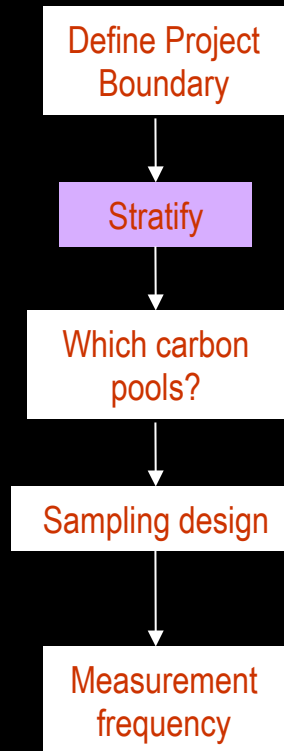 Define Project
Boundary
Stratify
Which carbon
pools?
Sampling design
Measurement
frequency